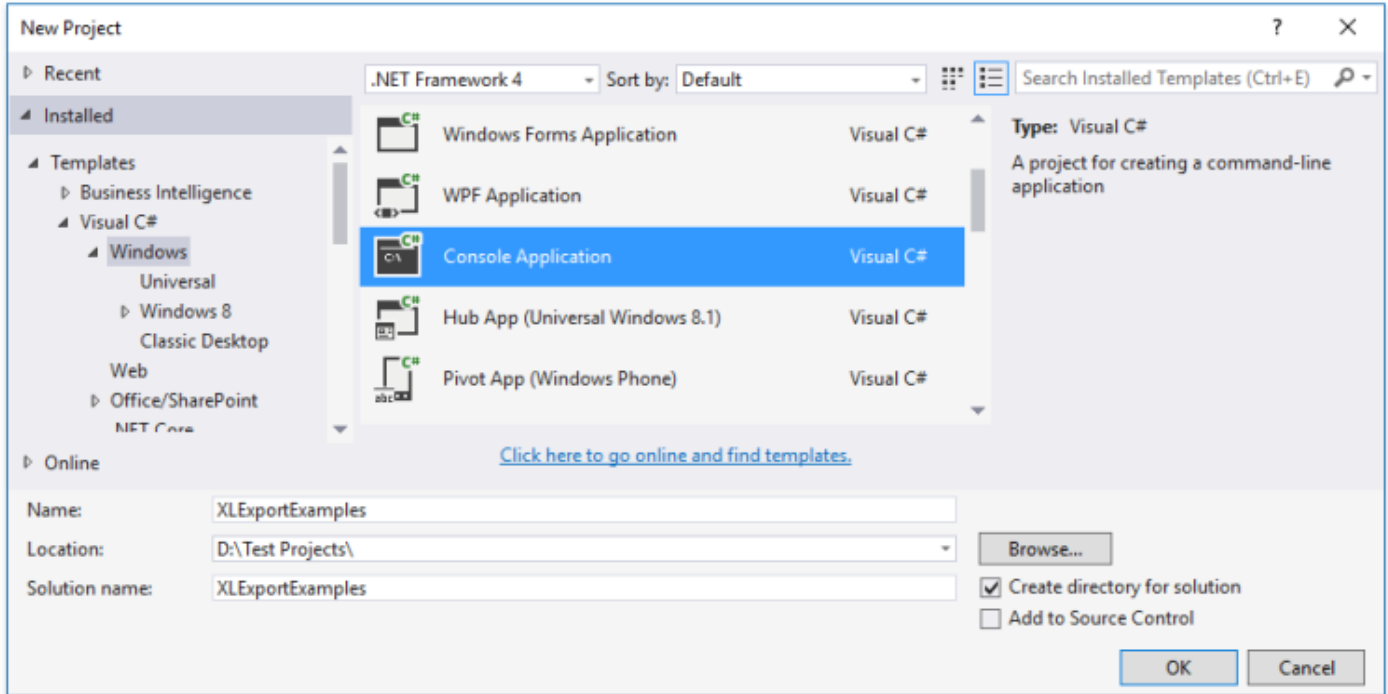 New Project
? ×
Recent
Installed
Templates
Business Intelligence
Visual C#
Windows
Universal
Windows 8
Classic Desktop
Web
Office/SharePoint
.NET Core
Online
.NET Framework 4 Sort by: Default Search Installed Templates (Ctrl+E)
C# Windows Forms Application Visual C#
C# WPF Application Visual C#
C# C:\ Console Application Visual C#
C# Hub App (Universal Windows 8.1) Visual C#
C# abc Pivot App (Windows Phone) Visual C#
Click here to go online and find templates.
Type: Visual C#
A project for creating a command-line
application
Name: XLExportExamples
Location: D:\Test Projects\ Browse...
Solution name: XLExportExamples
Create directory for solution
Add to Source Control
OK Cancel